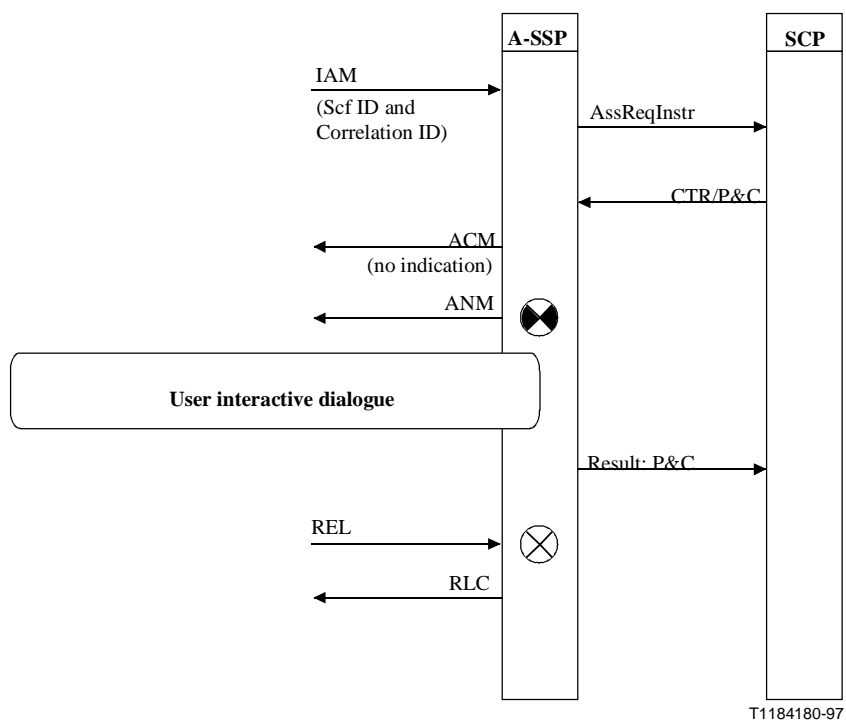 A-SSP
SCP
IAM
(Scf ID and
Correlation ID)
AssReqInstr
CTR/P&C
ACM
(no indication)
ANM
User interactive dialogue
Result: P&C
REL
RLC
T1184180-97